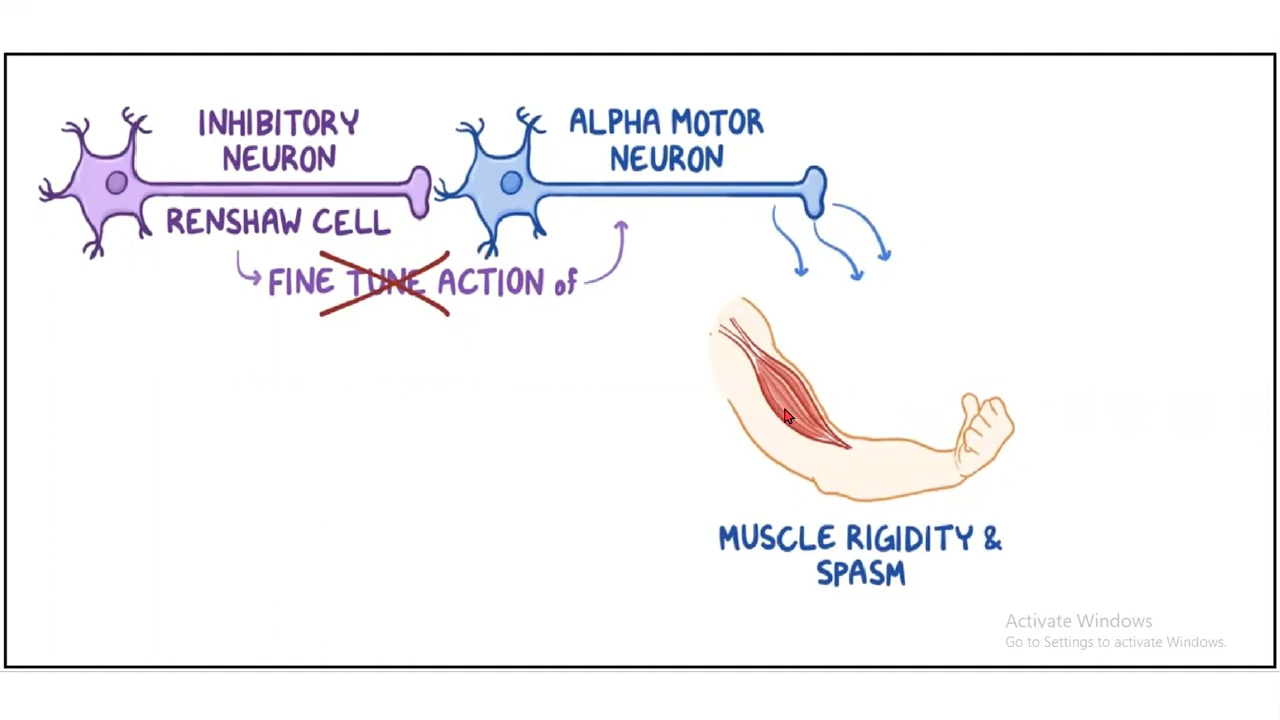 INHIBITORY
NEURON
RENSHAW CELL
FINE TUNE ACTION of
ALPHA MOTOR
NEURON
MUSCLE RIGIDITY &
SPASM
Activate Windows
Go to Settings to activate Windows.